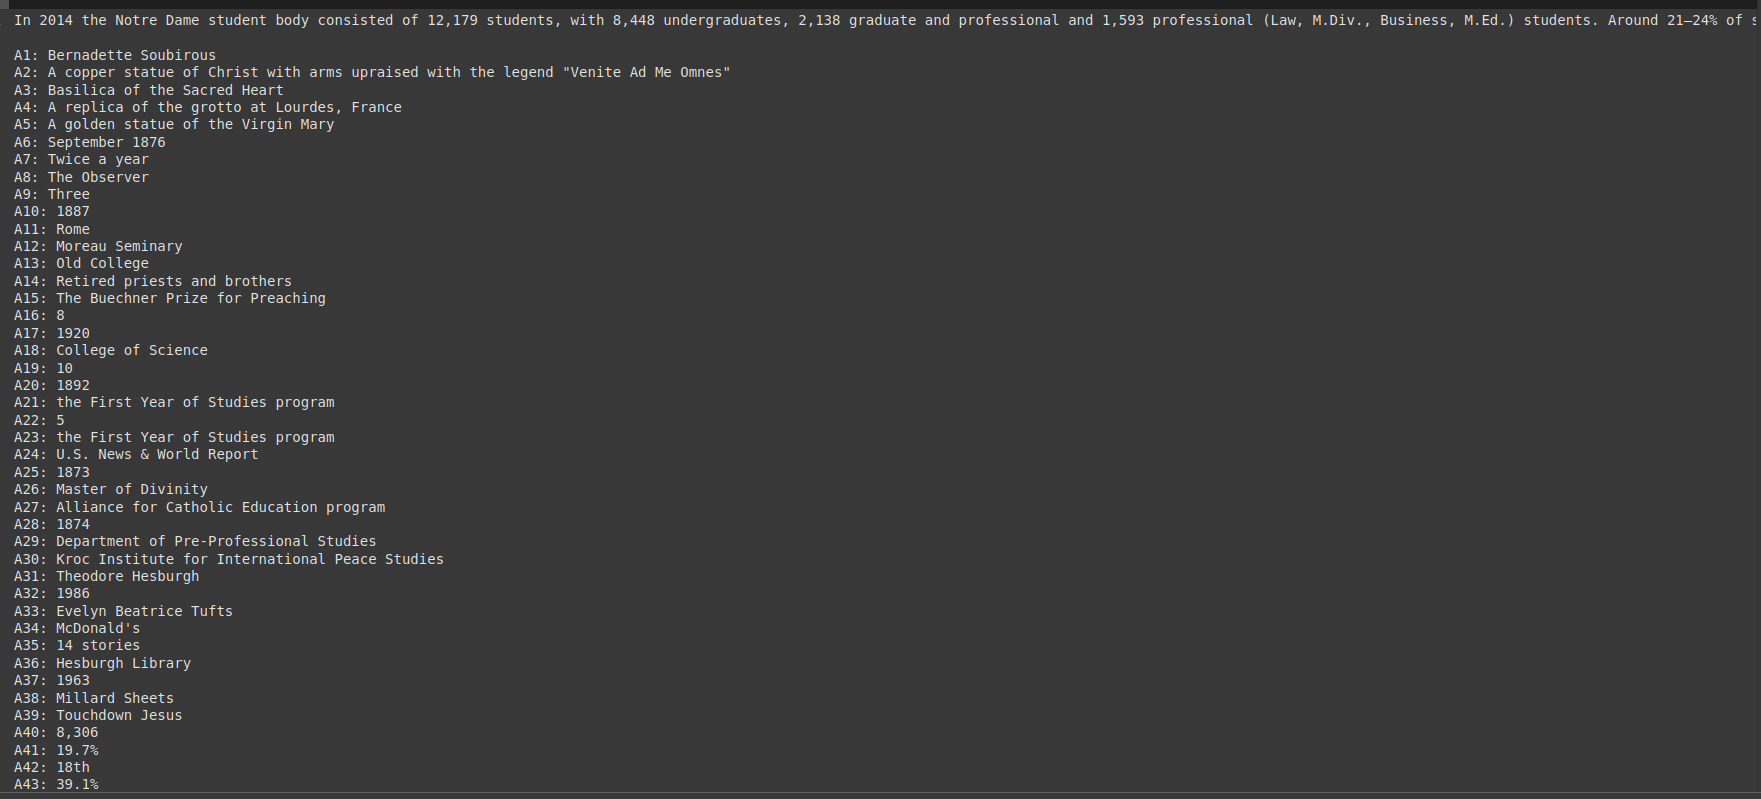 In 2014 the Notre Dame student body consisted of 12,179 students, with 8,448 undergraduates, 2,138 graduate and professional and 1,593 professional (Law, M.Div., Business, M.Ed.) students. Around 21–24% of
A1: Bernadette Soubirous
A2: A copper statue of Christ with arms upraised with the legend "Venite Ad Me Omnes"
A3: Basilica of the Sacred Heart
A4: A replica of the grotto at Lourdes, France
A5: A golden statue of the Virgin Mary
A6: September 1876
A7: Twice a year
A8: The Observer
A9: Three
A10: 1887
A11: Rome
A12: Moreau Seminary
A13: Old College
A14: Retired priests and brothers
A15: The Buechner Prize for Preaching
A16: 8
A17: 1920
A18: College of Science
A19: 10
A20: 1892
A21: the First Year of Studies program
A22: 5
A23: the First Year of Studies program
A24: U.S. News & World Report
A25: 1873
A26: Master of Divinity
A27: Alliance for Catholic Education program
A28: 1874
A29: Department of Pre-Professional Studies
A30: Kroc Institute for International Peace Studies
A31: Theodore Hesburgh
A32: 1986
A33: Evelyn Beatrice Tufts
A34: McDonald's
A35: 14 stories
A36: Hesburgh Library
A37: 1963
A38: Millard Sheets
A39: Touchdown Jesus
A40: 8,306
A41: 19.7%
A42: 18th
A43: 39.1%